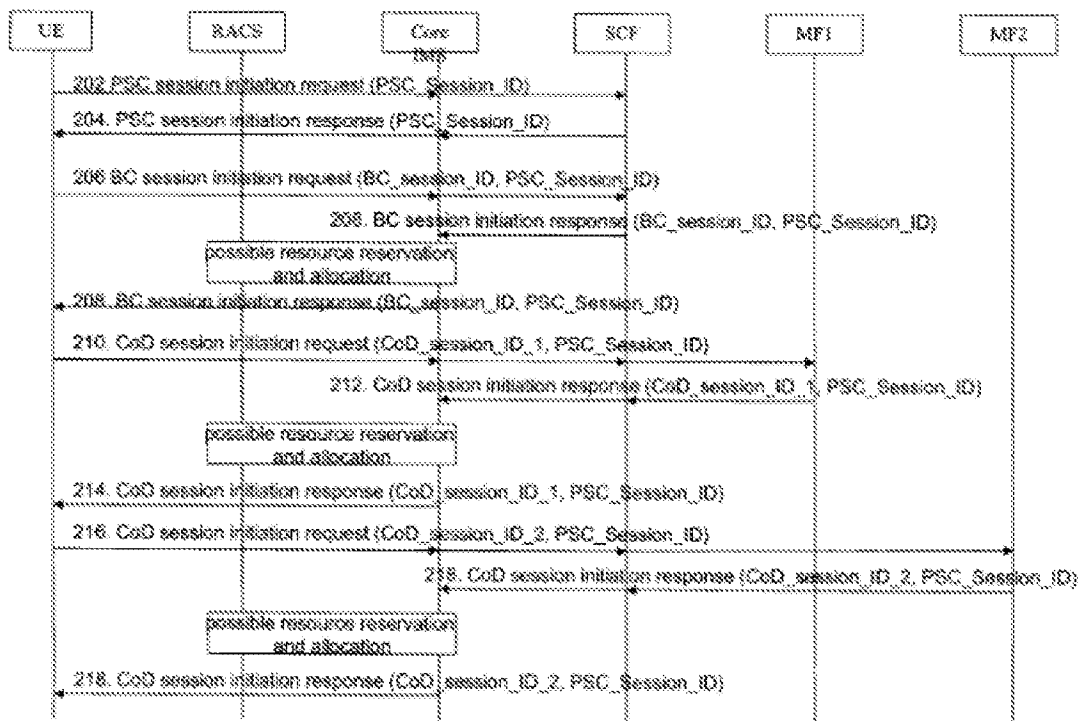 UE
RACS
Core
IMS
SCF
MF1
MF2
202 PSC session initiation request (PSC_Session_ID)
204. PSC session initiation response (PSC_Session_ID)
206 BC session initiation request (BC_session_ID, PSC_Session_ID)
208. BC session initiation response (BC_session_ID, PSC_Session_ID)
possible resource reservation
and allocation
208. BC session initiation response (BC_session_ID, PSC_Session_ID)
210. CoD session initiation request (CoD_session_ID_1, PSC_Session_ID)
212. CoD session initiation response (CoD_session_ID_1, PSC_Session_ID)
possible resource reservation
and allocation
214. CoD session initiation response (CoD_session_ID_1, PSC_Session_ID)
216. CoD session initiation request (CoD_session_ID_2, PSC_Session_ID)
218. CoD session initiation response (CoD_session_ID_2, PSC_Session_ID)
possible resource reservation
and allocation
218. CoD session initiation response (CoD_session_ID_2, PSC_Session_ID)